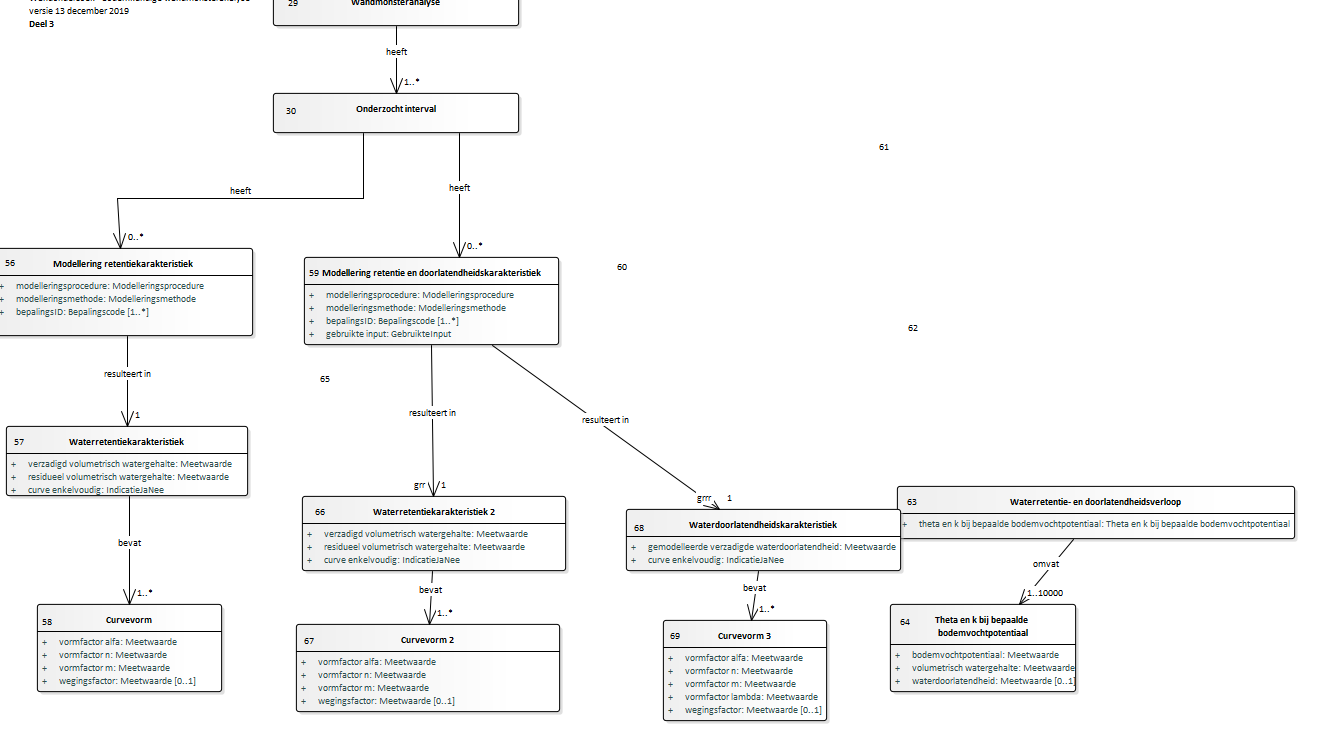 versie 13 december 2019
Deel 3
29 Wandmonsteranalyse
heeft
1..*
30 Onderzocht interval
61
heeft
heeft
0..*
0..*
56 Modellering retentiekarakteristiek
+ modelleringsprocedure: Modelleringsprocedure
+ modelleringsmethode: Modelleringsmethode
+ bepalingsID: Bepalingscode [1..*]
59 Modellering retentie en doorlatendheidskarakteristiek
+ modelleringsprocedure: Modelleringsprocedure
+ modelleringsmethode: Modelleringsmethode
+ bepalingsID: Bepalingscode [1..*]
+ gebruikte input: GebruikteInput
60
62
65
resulteert in
1
resulteert in
resulteert in
57 Waterretentiekarakteristiek
+ verzadigd volumetrisch watergehalte: Meetwaarde
+ residueel volumetrisch watergehalte: Meetwaarde
+ curve enkelvoudig: IndicatieJaNee
grr 1
grrr 1
66 Waterretentiekarakteristiek 2
+ verzadigd volumetrisch watergehalte: Meetwaarde
+ residueel volumetrisch watergehalte: Meetwaarde
+ curve enkelvoudig: IndicatieJaNee
68 Waterdoorlatendheidskarakteristiek
+ gemodelleerde verzadigde waterdoorlatendheid: Meetwaarde
+ curve enkelvoudig: IndicatieJaNee
63 Waterretentie- en doorlatendheidsverloop
+ theta en k bij bepaalde bodemvochtpotentiaal: Theta en k bij bepaalde bodemvochtpotentiaal
bevat
1..*
bevat
1..*
bevat
1..*
omvat
1..10000
58 Curvevorm
+ vormfactor alfa: Meetwaarde
+ vormfactor n: Meetwaarde
+ vormfactor m: Meetwaarde
+ wegingsfactor: Meetwaarde [0..1]
67 Curvevorm 2
+ vormfactor alfa: Meetwaarde
+ vormfactor n: Meetwaarde
+ vormfactor m: Meetwaarde
+ wegingsfactor: Meetwaarde [0..1]
69 Curvevorm 3
+ vormfactor alfa: Meetwaarde
+ vormfactor n: Meetwaarde
+ vormfactor m: Meetwaarde
+ vormfactor lambda: Meetwaarde
+ wegingsfactor: Meetwaarde [0..1]
64 Theta en k bij bepaalde
bodemvochtpotentiaal
+ bodemvochtpotentiaal: Meetwaarde
+ volumetrisch watergehalte: Meetwaarde
+ waterdoorlatendheid: Meetwaarde [0..1]